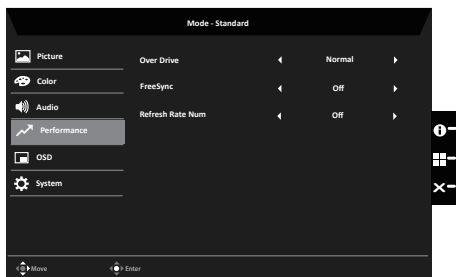 Mode - Standard
Picture
Over Drive Normal
Color
FreeSync Off
Audio
Refresh Rate Num Off
Performance
OSD
System
Move Enter